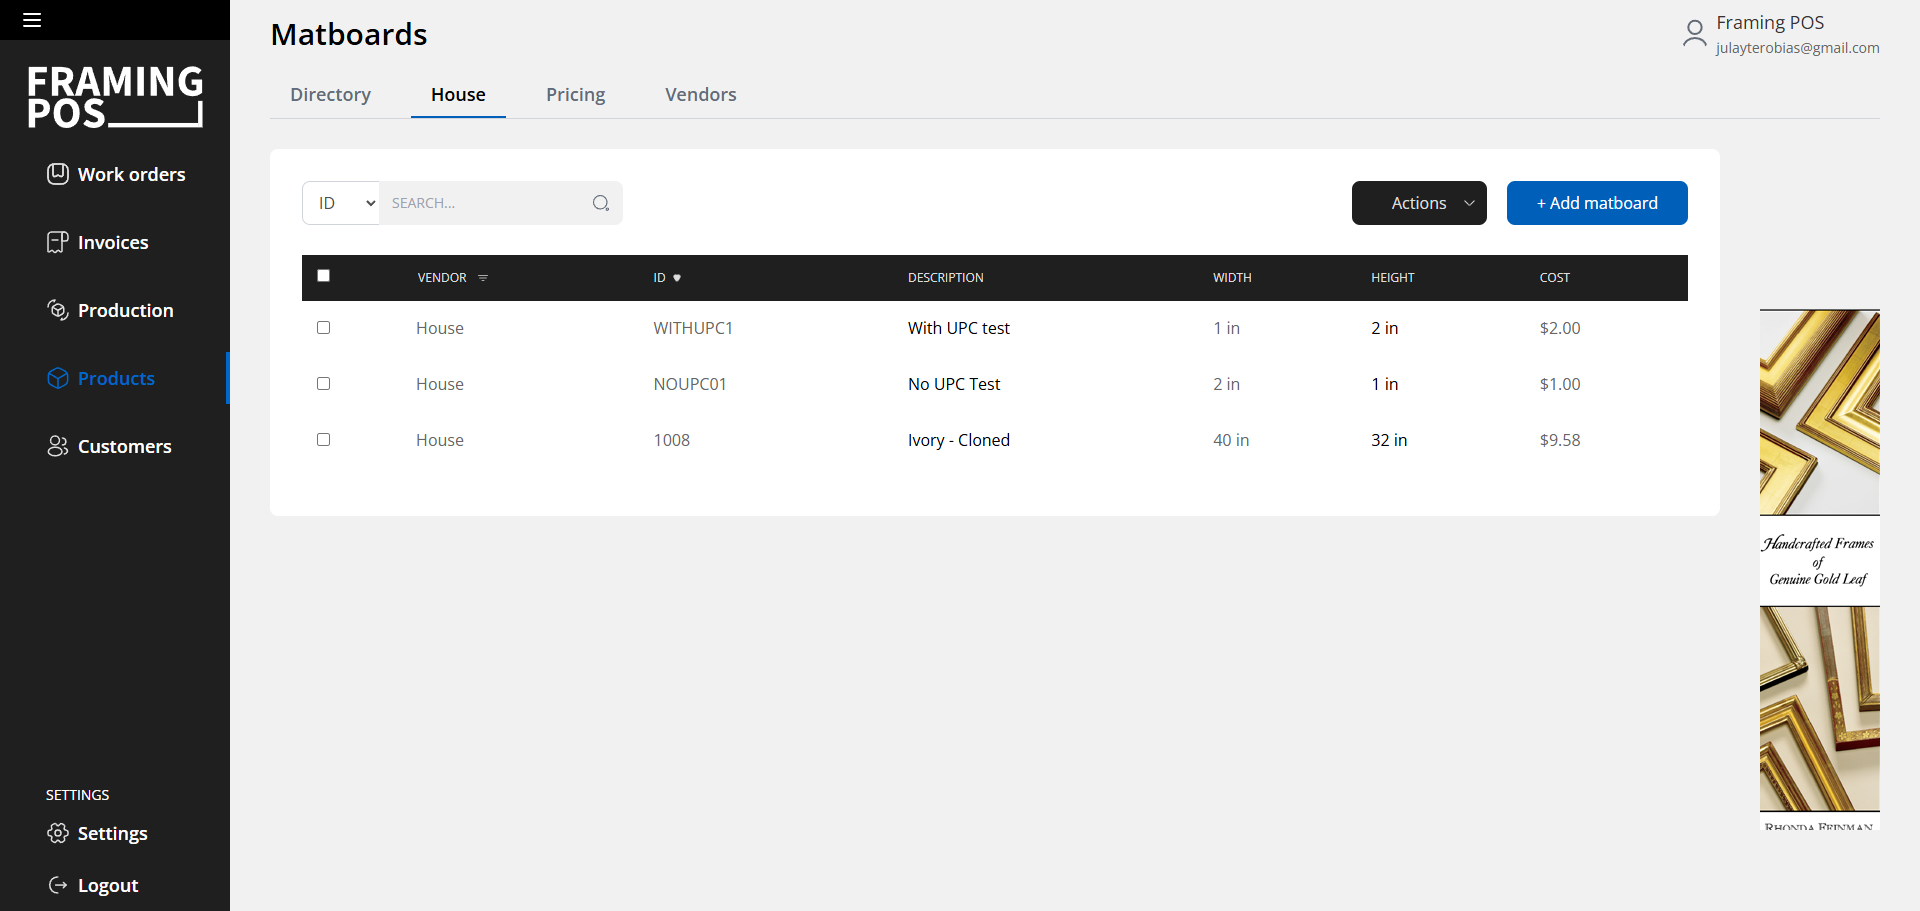 FRAMING
POS
Work orders
Invoices
Production
Products
Customers
SETTINGS
Settings
Logout
Matboards
Framing POS
julayterobias@gmail.com
Directory House Pricing Vendors
ID SEARCH... Actions + Add matboard
VENDOR ID DESCRIPTION WIDTH HEIGHT COST
House WITHUPC1 With UPC test 1 in 2 in $2.00
House NOUPC01 No UPC Test 2 in 1 in $1.00
House 1008 Ivory - Cloned 40 in 32 in $9.58
Handcrafted Frames
of
Genuine Gold Leaf
RHONDA FEINMAN